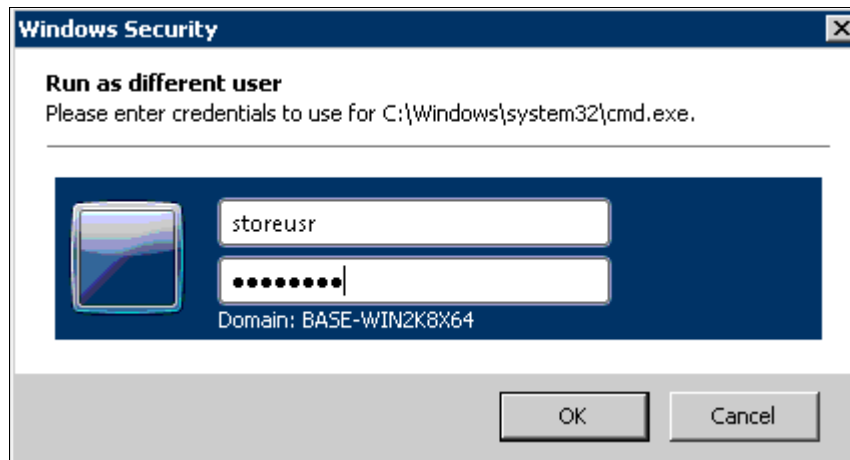 Windows Security
Run as different user
Please enter credentials to use for C:\Windows\system32\cmd.exe.
storeusr
●●●●●●●●
Domain: BASE-WIN2K8X64
OK
Cancel